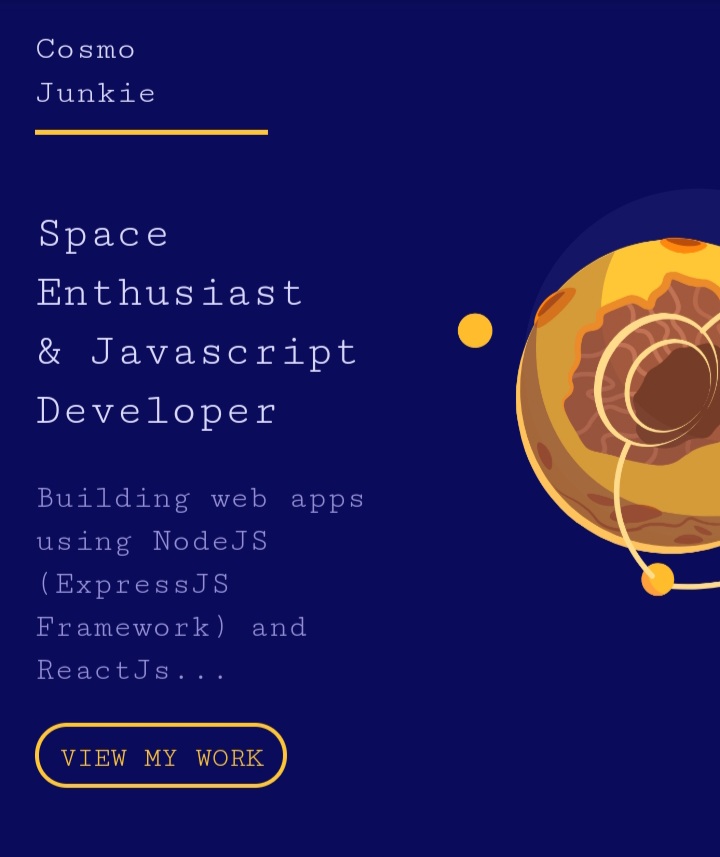 Cosmo
Junkie
Space
Enthusiast
& Javascript
Developer
Building web apps
using NodeJS
(ExpressJS
Framework) and
ReactJs...
VIEW MY WORK